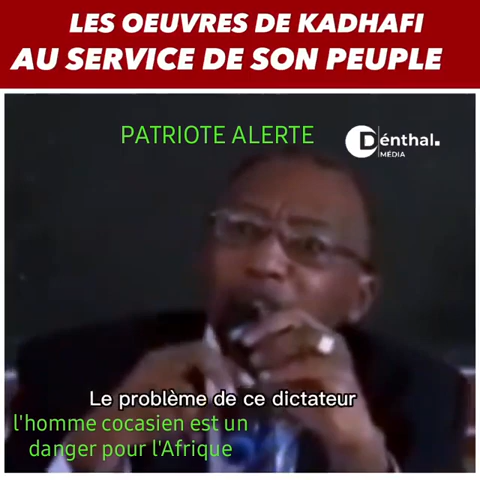 LES OEUVRES DE KADHAFI
AU SERVICE DE SON PEUPLE
PATRIOTE ALERTE
Dénthal.
MÉDIA
Le problème de ce dictateur
l'homme cocasien est un
danger pour l'Afrique